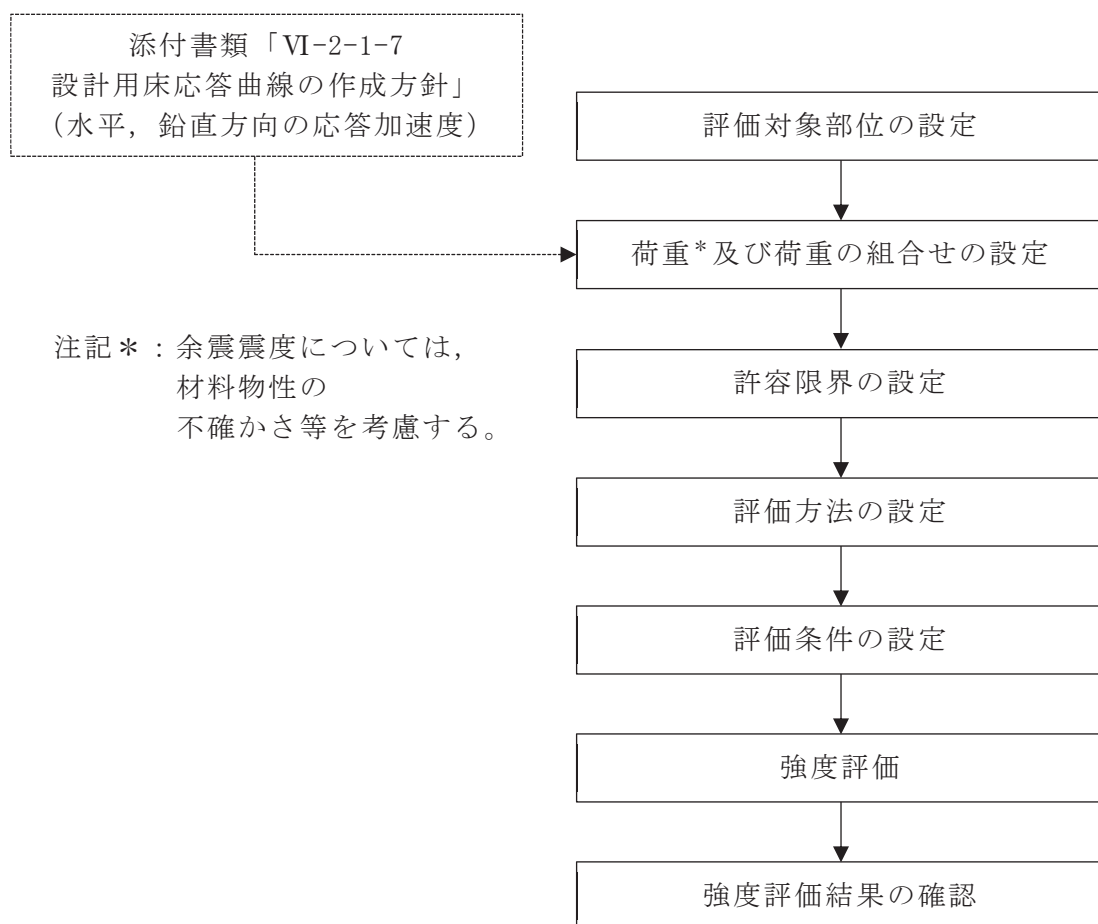 添付書類「Ⅵ-2-1-7
設計用床応答曲線の作成方針」
（水平，鉛直方向の応答加速度）
評価対象部位の設定
荷重*及び荷重の組合せの設定
注記＊：余震震度については，
材料物性の
不確かさ等を考慮する。
許容限界の設定
評価方法の設定
評価条件の設定
強度評価
強度評価結果の確認